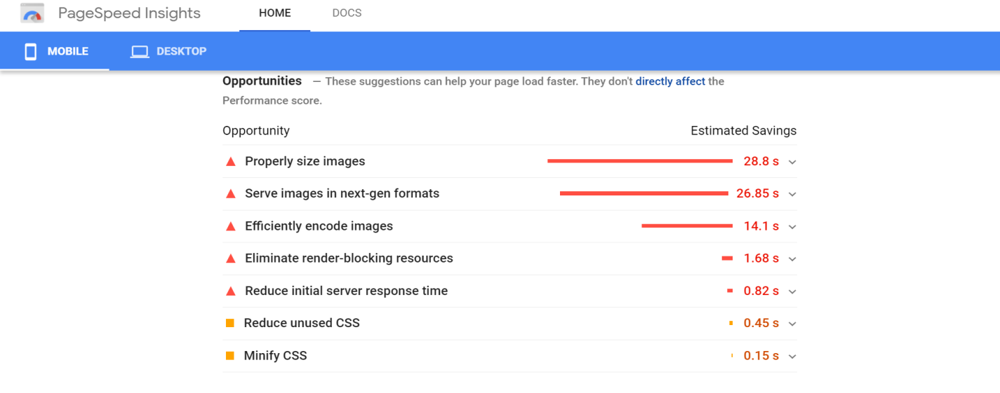 PageSpeed Insights HOME DOCS
MOBILE DESKTOP
Opportunities — These suggestions can help your page load faster. They don't directly affect the
Performance score.
Opportunity Estimated Savings
Properly size images 28.8 s
Serve images in next-gen formats 26.85 s
Efficiently encode images 14.1 s
Eliminate render-blocking resources 1.68 s
Reduce initial server response time 0.82 s
Reduce unused CSS 0.45 s
Minify CSS 0.15 s